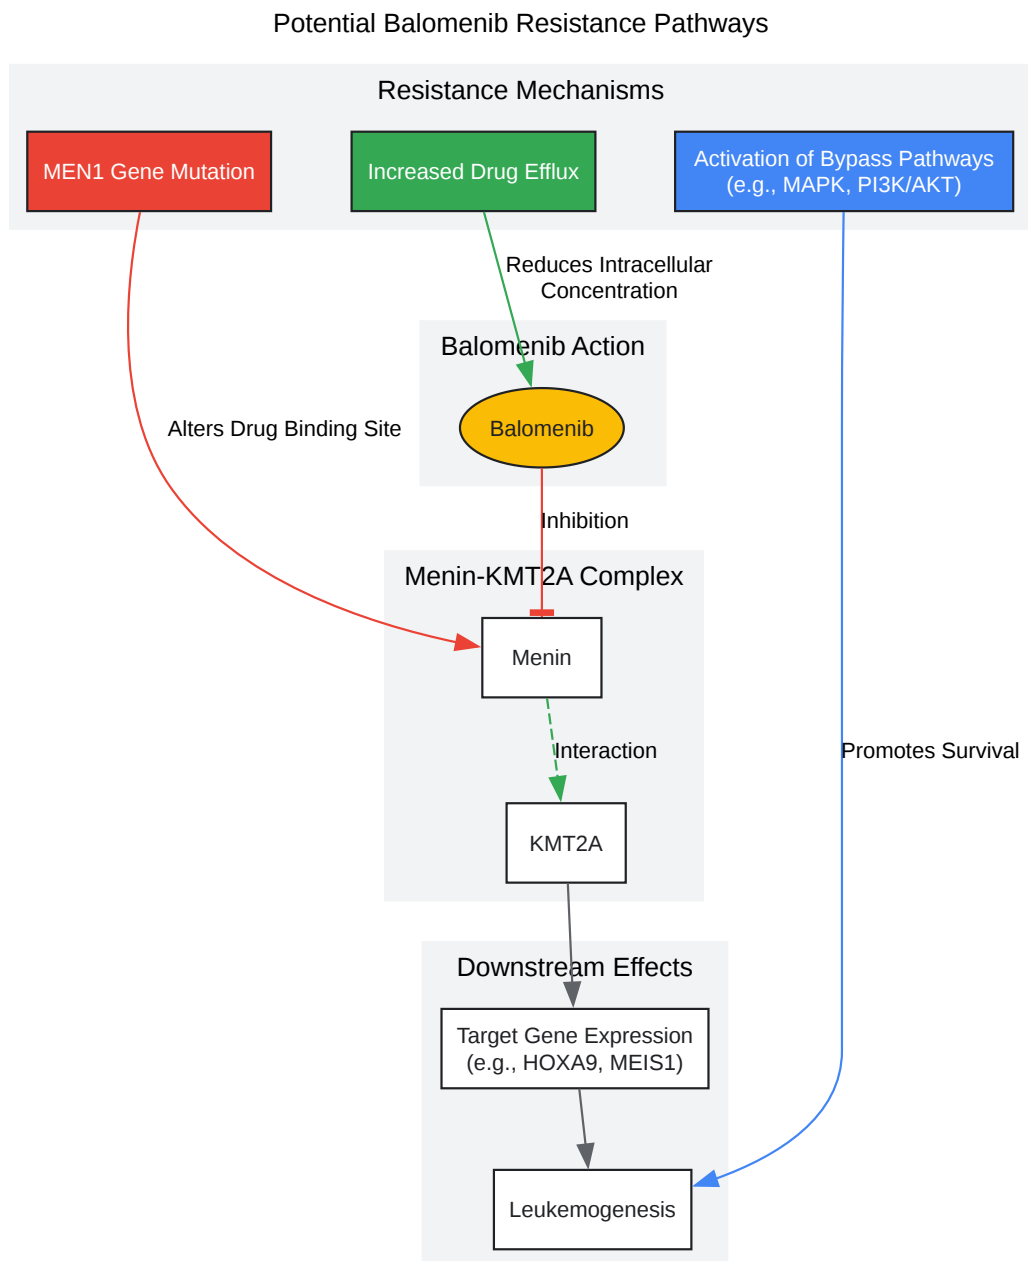 Potential Balomenib Resistance Pathways
Resistance Mechanisms
MEN1 Gene Mutation
Increased Drug Efflux
Activation of Bypass Pathways
(e.g., MAPK, PI3K/AKT)
Reduces Intracellular
Concentration
Balomenib Action
Alters Drug Binding Site
Balomenib
Inhibition
Menin-KMT2A Complex
Menin
Interaction
Promotes Survival
KMT2A
Downstream Effects
Target Gene Expression
(e.g., HOXA9, MEIS1)
Leukemogenesis